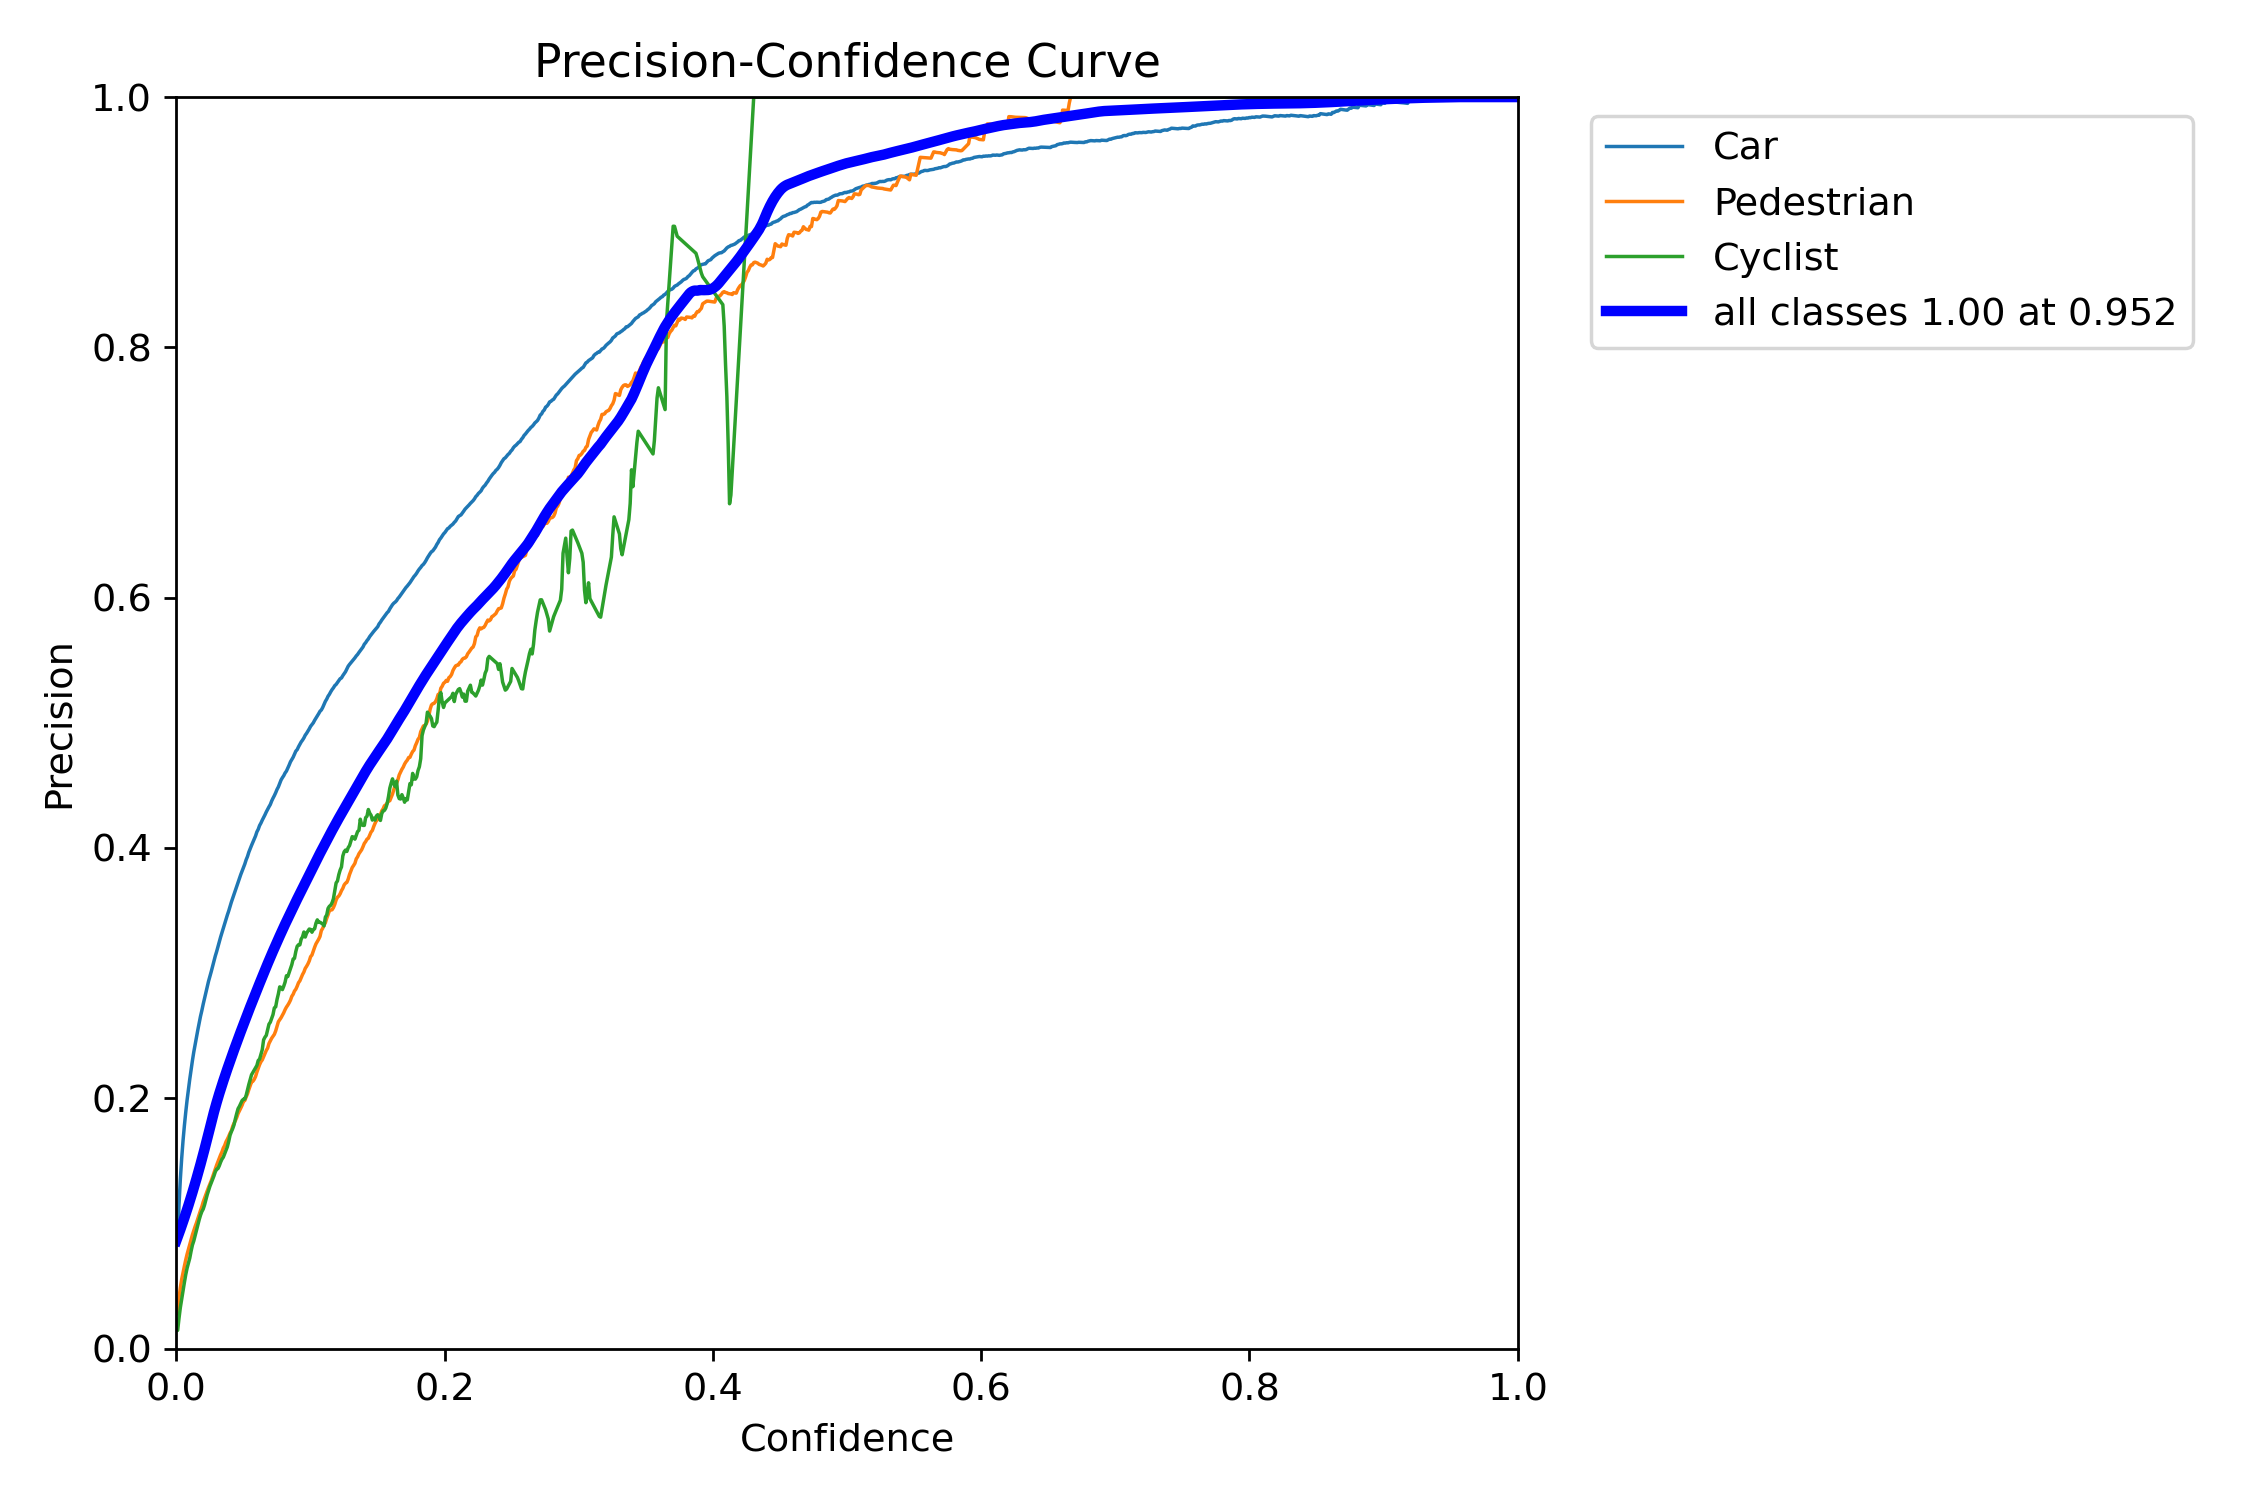 Precision-Confidence Curve
1.0
0.8
0.6
0.4
0.2
0.0
Precision
0.0 0.2 0.4 0.6 0.8 1.0
Confidence
Car
Pedestrian
Cyclist
all classes 1.00 at 0.952